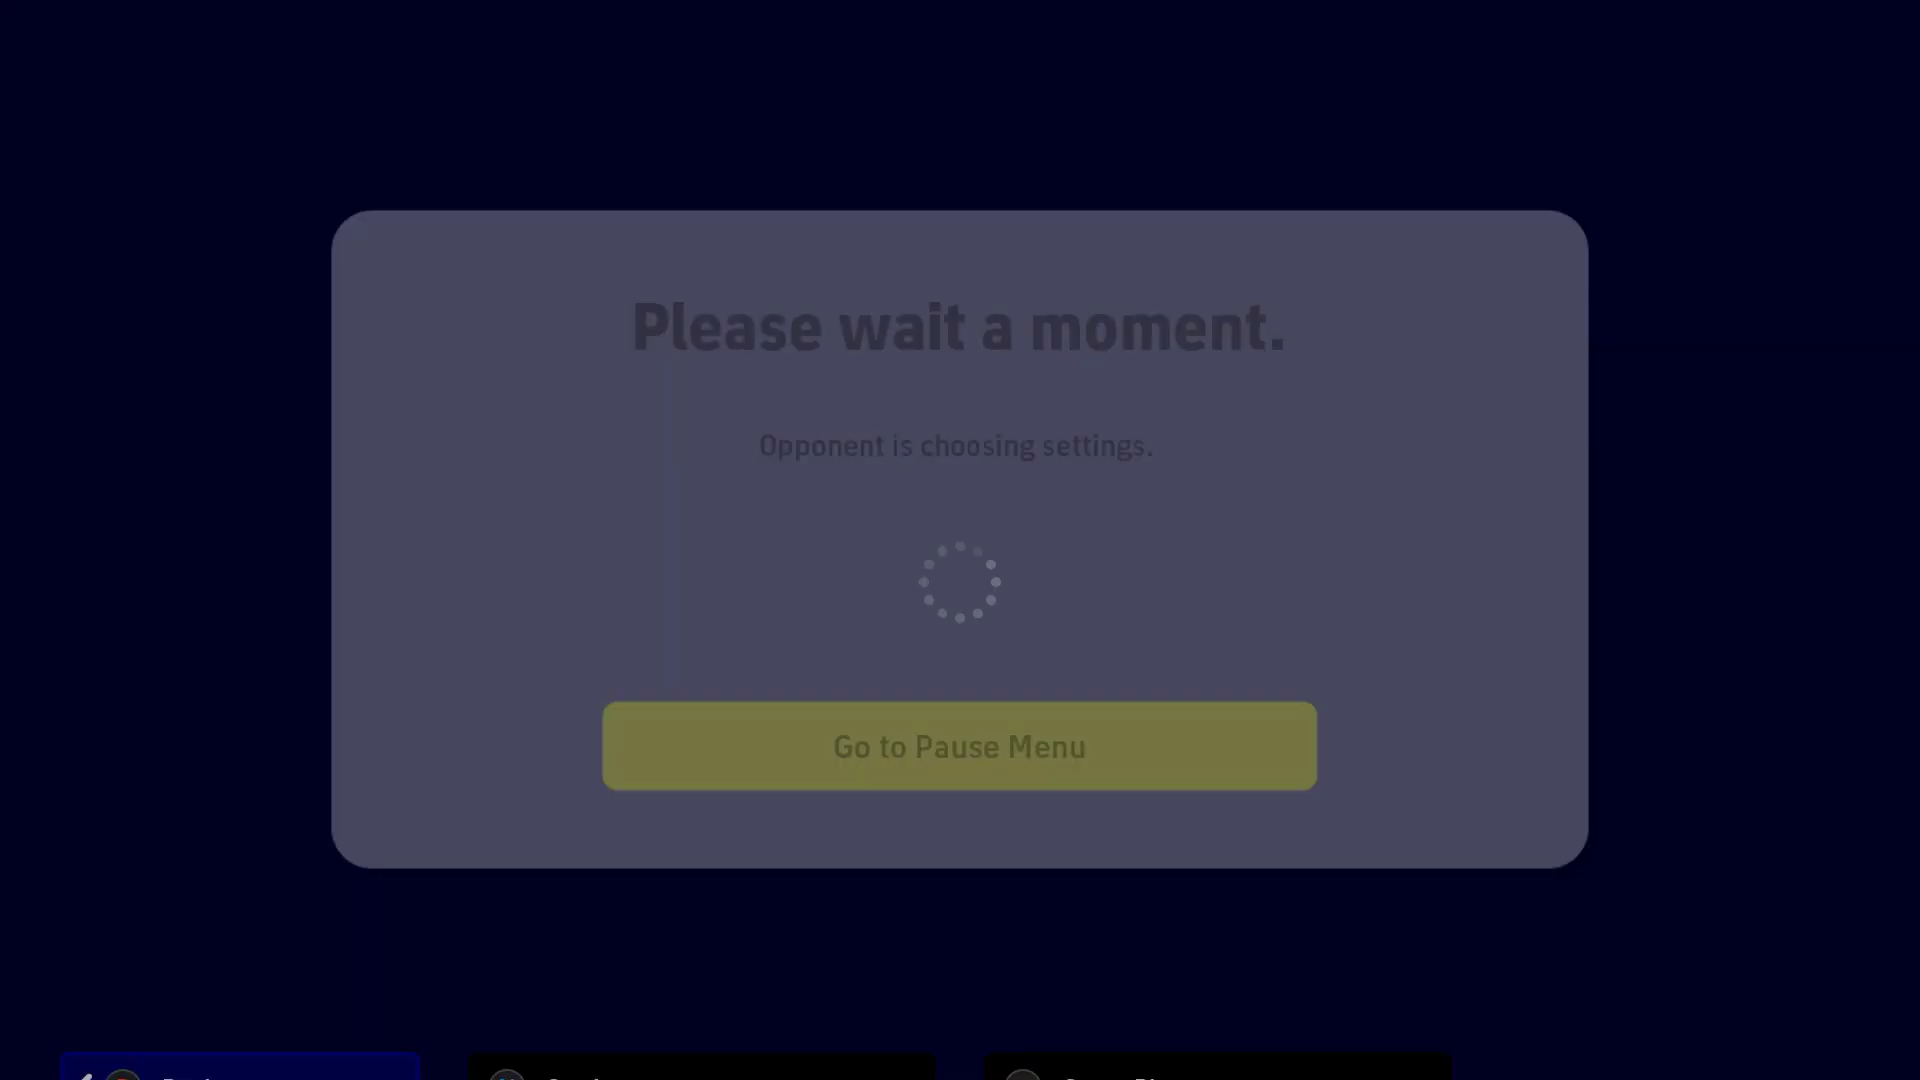 Please wait a moment.
Opponent is choosing settings.
Go to Pause Menu